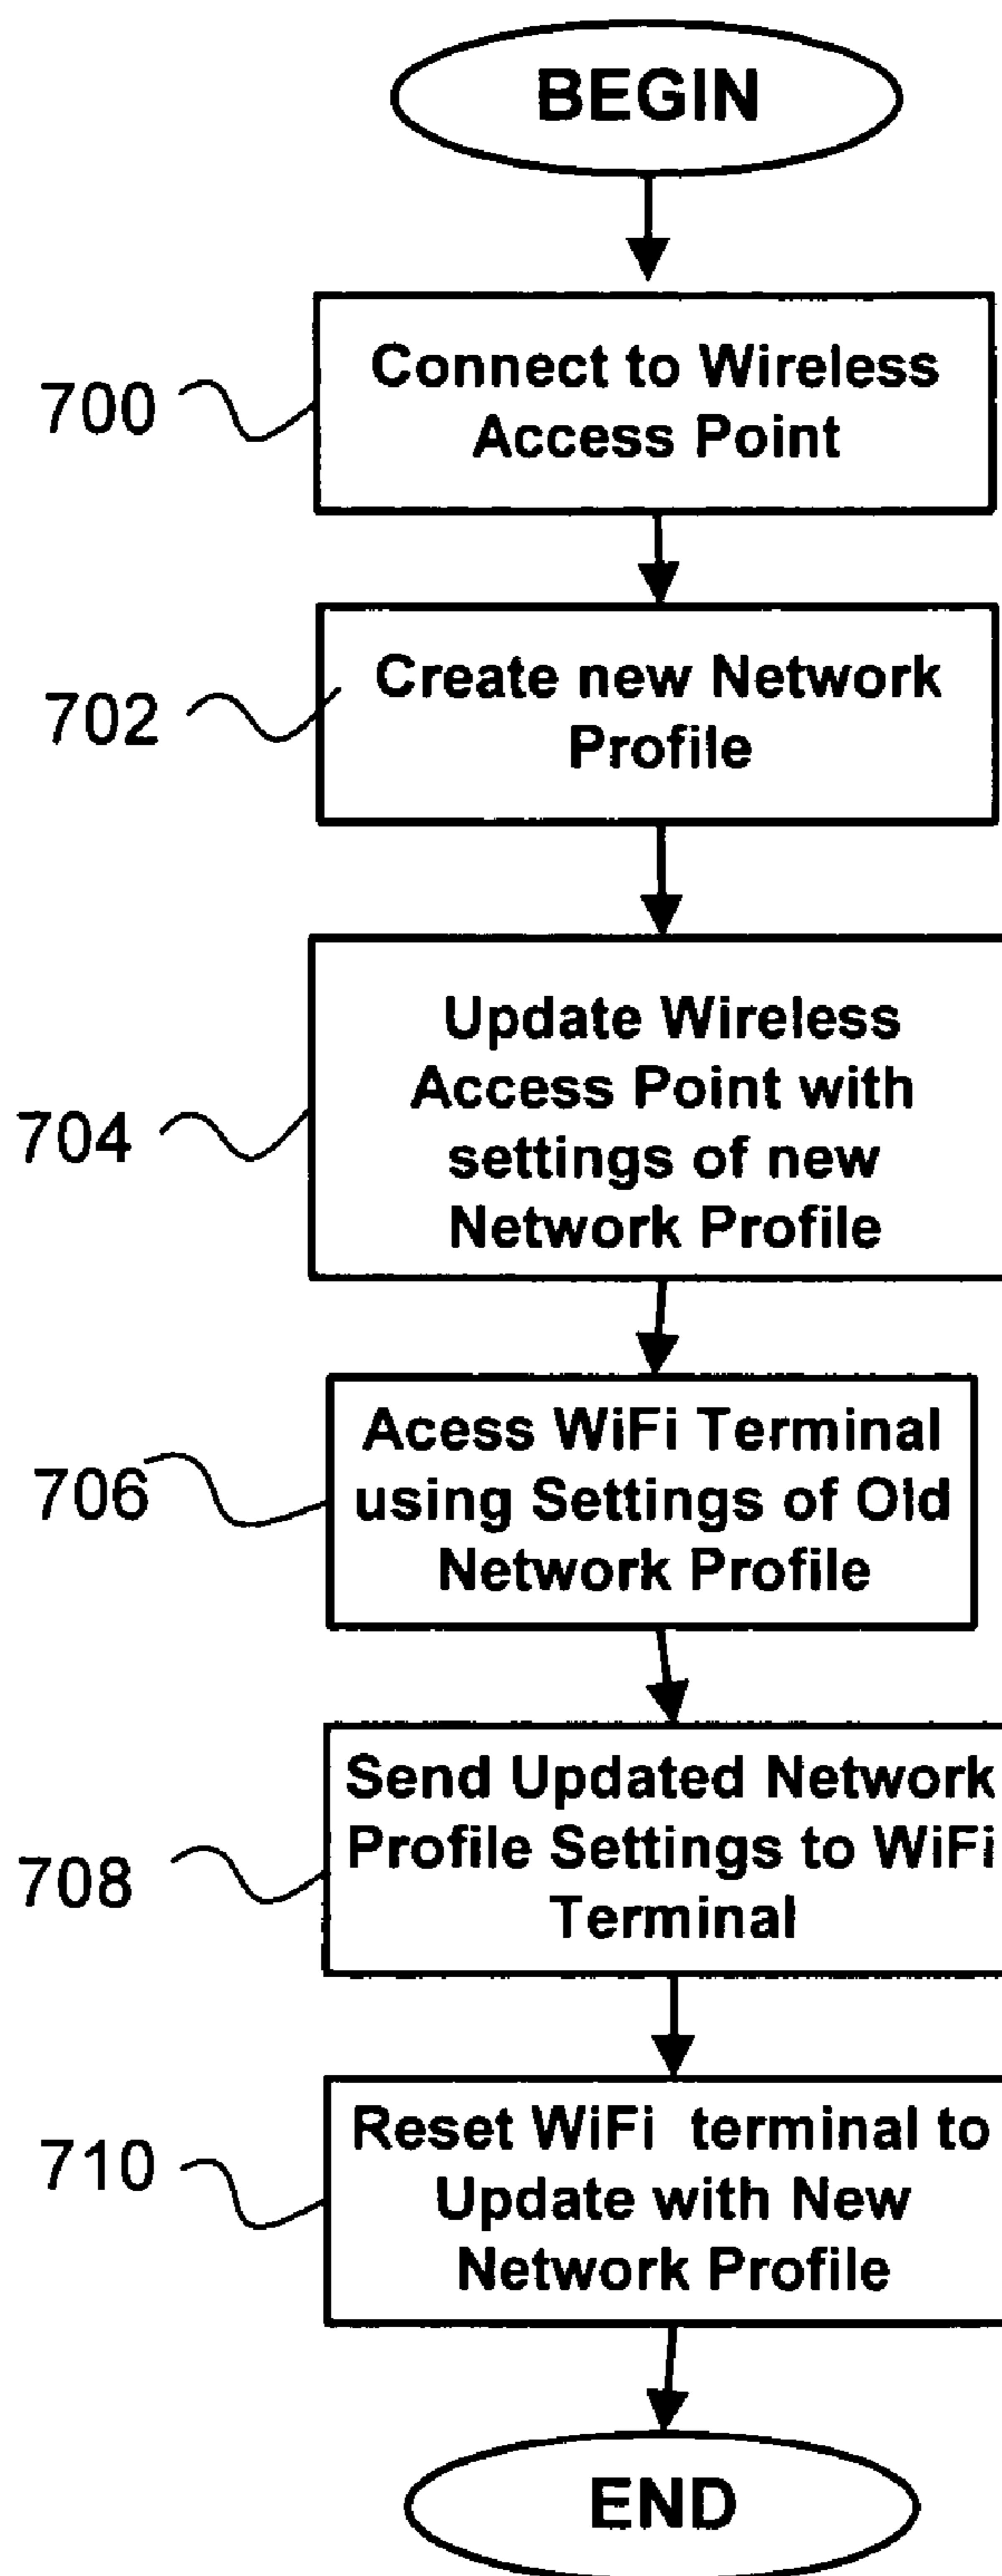 BEGIN
700
Connect to Wireless
Access Point
702
Create new Network
Profile
704
Update Wireless
Access Point with
settings of new
Network Profile
706
Acess WiFi Terminal
using Settings of Old
Network Profile
708
Send Updated Network
Profile Settings to WiFi
Terminal
710
Reset WiFi terminal to
Update with New
Network Profile
END